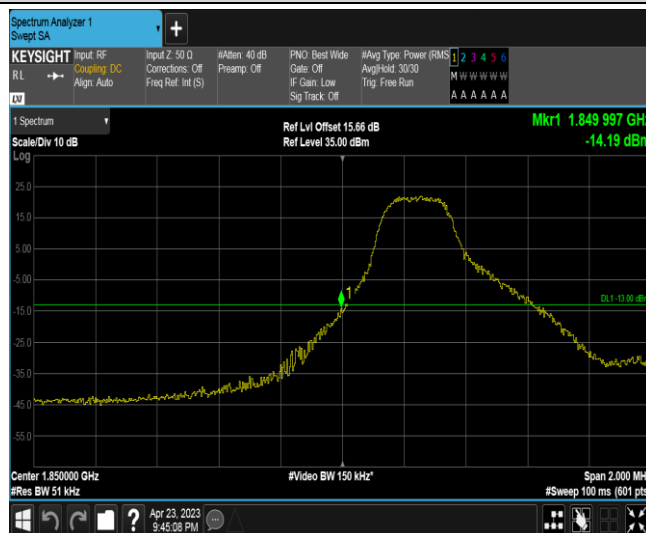 Spectrum Analyzer 1
Swept SA
KEYSIGHT
RL
LXI
Input: RF
Coupling: DC
Align: Auto
Input Z: 50 Ω
Corrections: Off
Freq Ref: Int (S)
#Atten: 40 dB
Preamp: Off
PNO: Best Wide
Gate: Off
IF Gain: Low
Sig Track: Off
#Avg Type: Power (RMS
Avg|Hold: 30/30
Trig: Free Run
1 2 3 4 5 6
M W W W W W
A A A A A A
1 Spectrum
Scale/Div 10 dB
Log
Ref Lvl Offset 15.66 dB
Ref Level 35.00 dBm
Mkr1 1.849 997 GHz
-14.19 dBm
25.0
15.0
5.00
-5.00
-15.0
-25.0
-35.0
-45.0
-55.0
1
DL1 -13.00 dBm
Center 1.850000 GHz
#Res BW 51 kHz
#Video BW 150 kHz*
Span 2.000 MH
#Sweep 100 ms (601 pts
?
Apr 23, 2023
9:45:08 PM